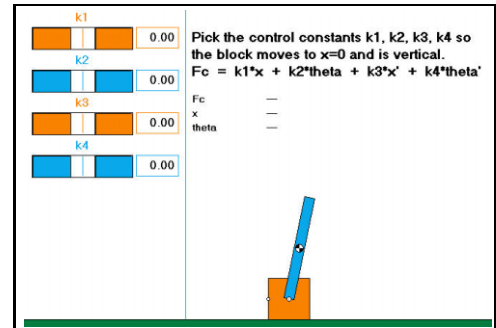 k1
0.00
k2
0.00
k3
0.00
k4
0.00
Pick the control constants k1, k2, k3, k4 so
the block moves to x=0 and is vertical.
Fc = k1*x + k2*theta + k3*x' + k4*theta'
Fc —
x —
theta —